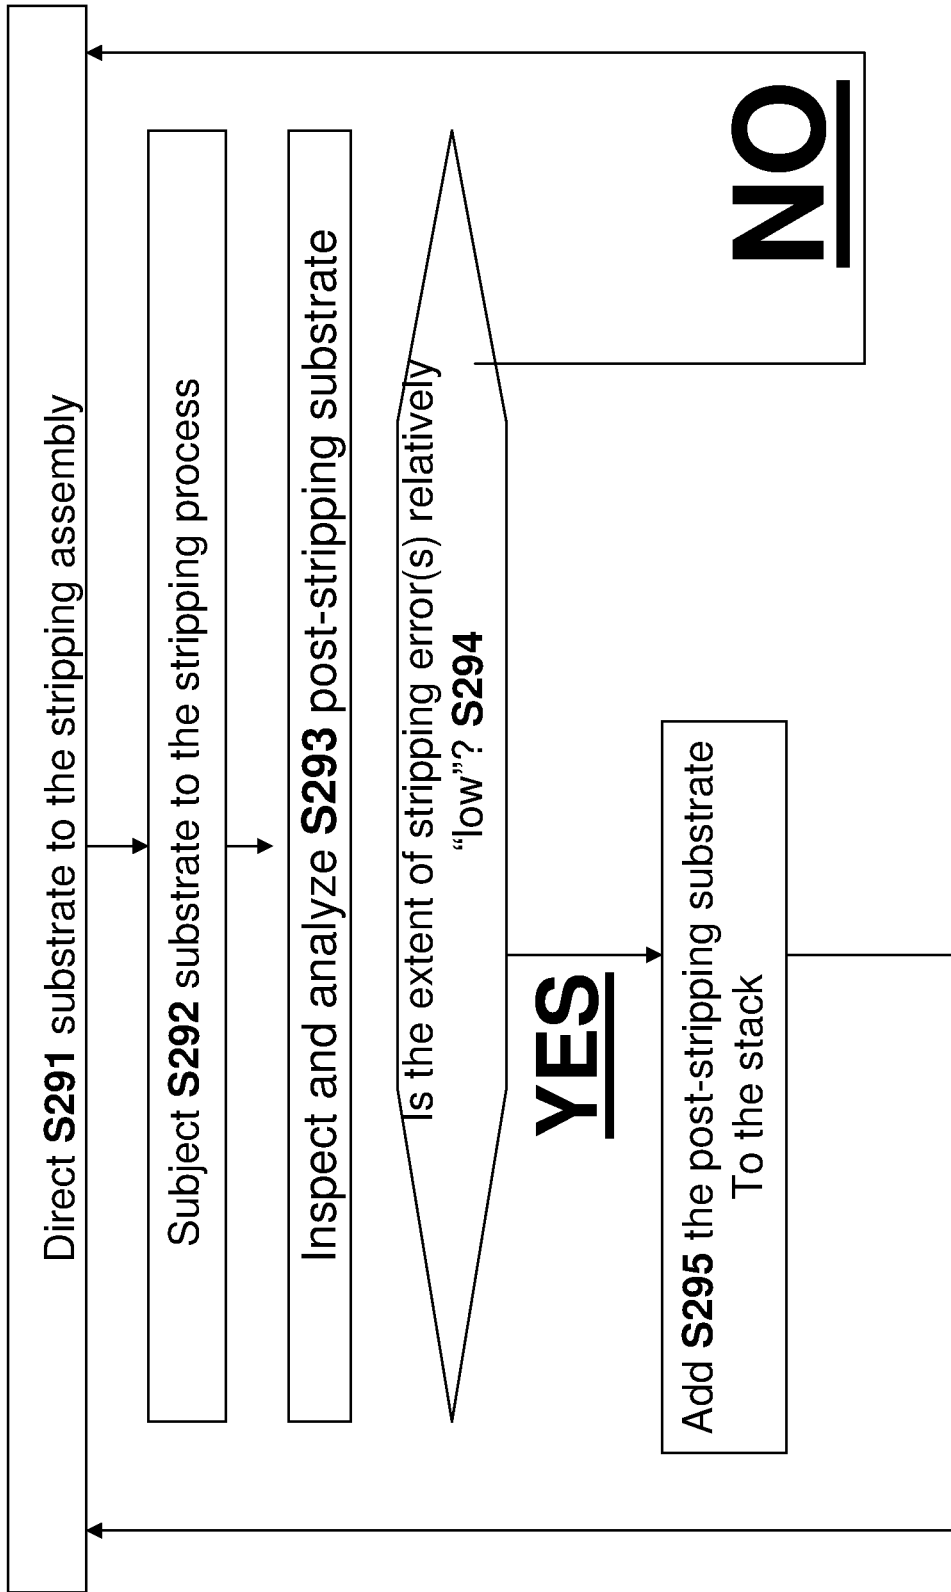 Direct S291 substrate to the stripping assembly
Subject S292 substrate to the stripping process
Inspect and analyze S293 post-stripping substrate
Is the extent of stripping error(s) relatively
“low”? S294
YES
NO
Add S295 the post-stripping substrate
To the stack